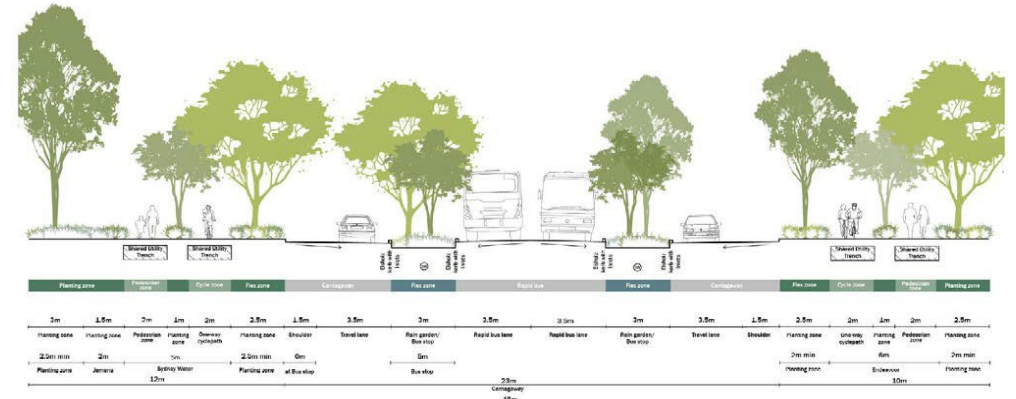 Shared Utility
Trench
Shared Utility
Trench
Shared Utility
Trench
Shared Utility
Trench
Planting zone
Pedestrian
zone
Cycle zone
Flex zone
Carriageway
Flex zone
Rapid bus
Flex zone
Carriageway
Flex zone
Cycle zone
Pedestrian
zone
Planting zone
3m 1.5m 2m 1m 2m 2.5m 1.5m 3.5m 3m 3.5m 3.5m 3m 3.5m 1.5m 2.5m 2m 1m 2m 2.5m
Planting zone
Planting zone
Pedestrian
zone
Planting
zone
One way
cyclepath
Planting zone
Shoulder
Travel lane
Rain garden/
Bus stop
Rapid bus lane
Rapid bus lane
Rain garden/
Bus stop
Travel lane
Shoulder
Planting zone
One way
cyclepath
Planting
zone
Pedestrian
zone
Planting zone
2.5m min 2m 5m 2.5m min 6m 5m 2m min 6m 2m min
Planting zone
Jemena
Sydney Water
Planting zone
at Bus stop
Bus stop
Planting zone
Endeavour
Planting zone
12m 23m 10m
Carriageway